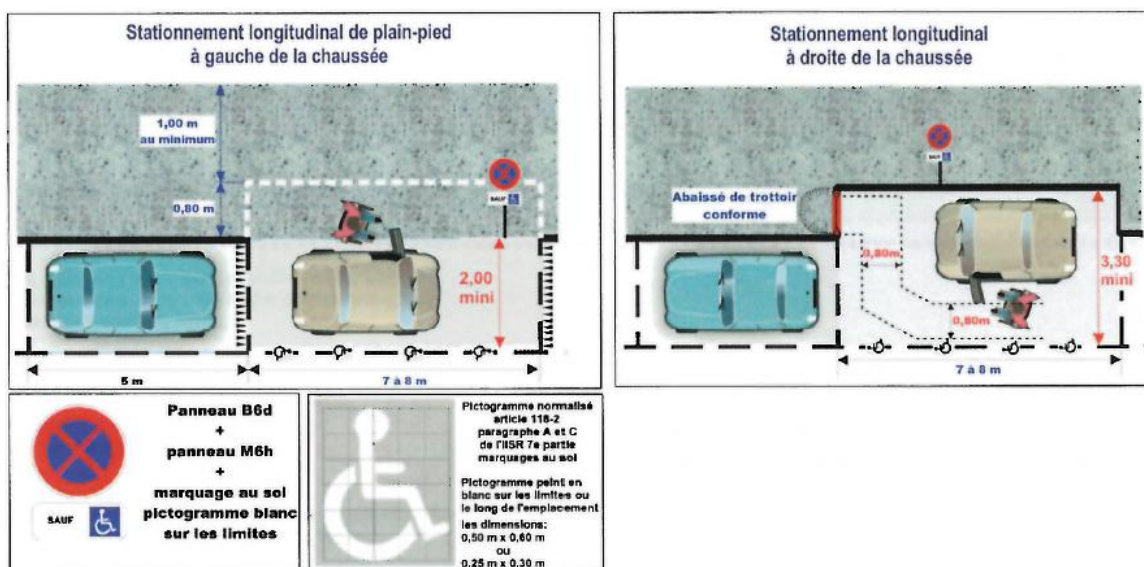 Stationnement longitudinal de plain-pied
à gauche de la chaussée
1,00 m
au minimum
0,80 m
SAUF
2,00
mini
5 m
7 à 8 m
Stationnement longitudinal
à droite de la chaussée
SAUF
Abaissé de trottoir
conforme
0,80m
3,30
mini
0,80m
7 à 8 m
Panneau B6d
+
panneau M6h
+
marquage au sol
pictogramme blanc
sur les limites
SAUF
Pictogramme normalisé
article 118-2
paragraphe A et C
de l'IISR 7e partie
marquages au sol
Pictogramme peint en
blanc sur les limites ou
le long de l'emplacement
les dimensions:
0,50 m x 0,60 m
ou
0,25 m x 0,30 m